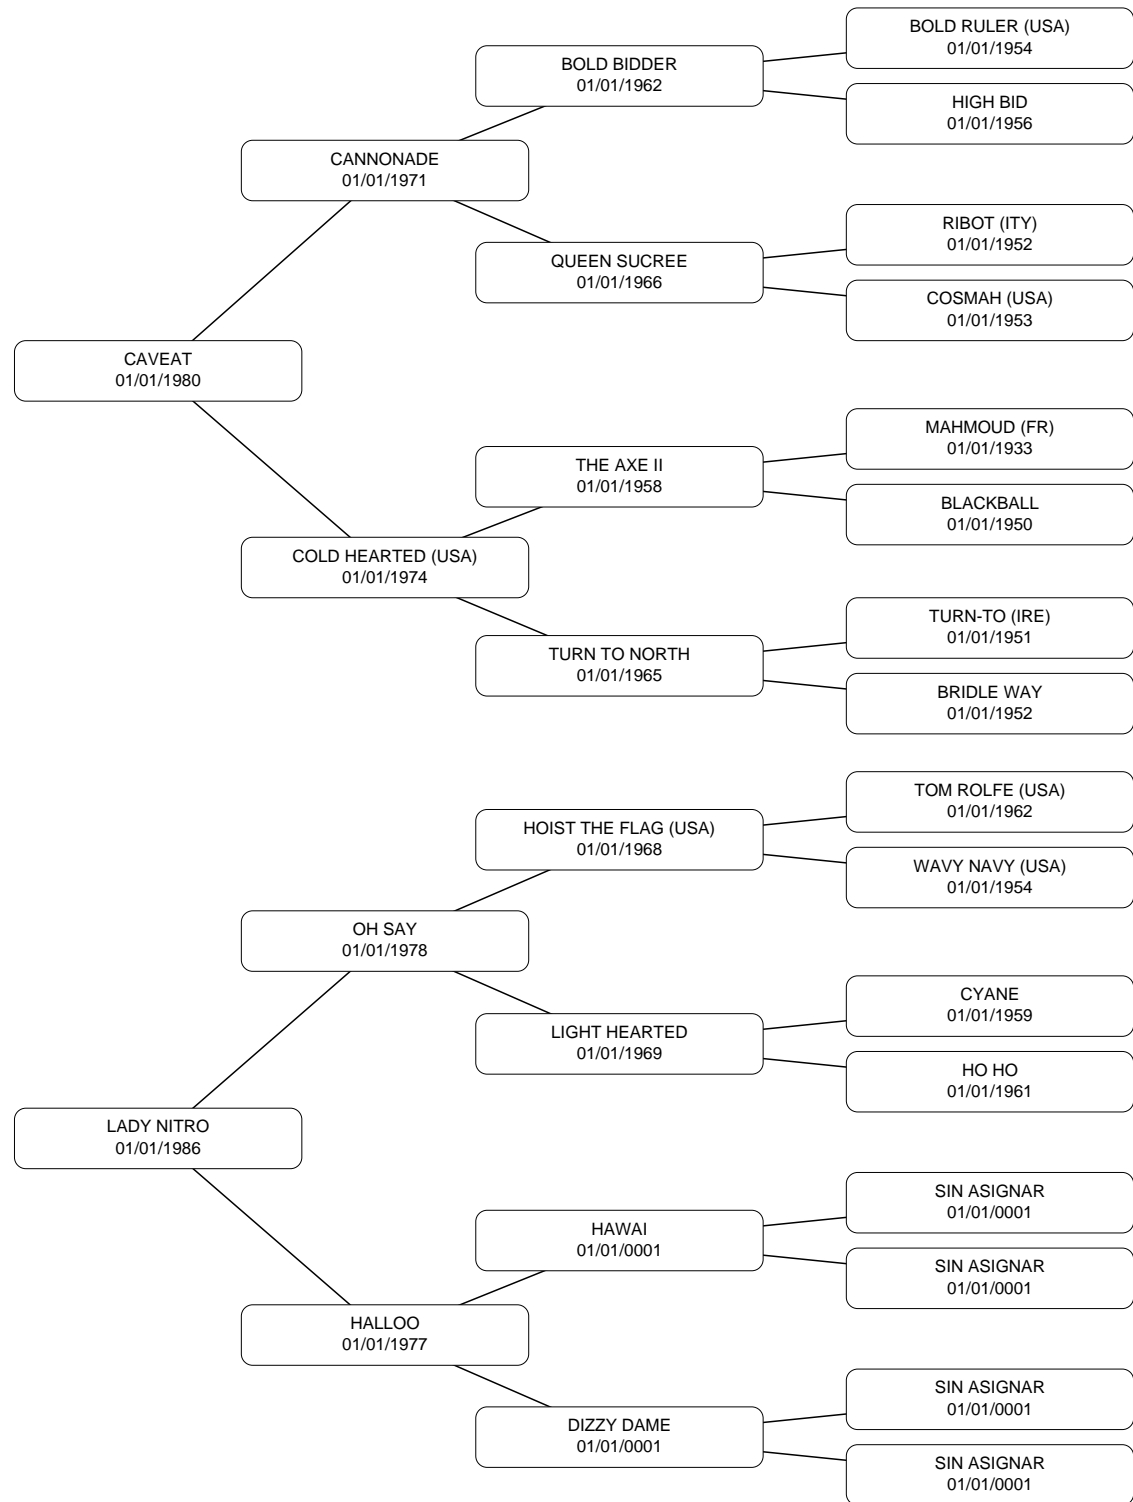 BOLD RULER (USA)
01/01/1954
BOLD BIDDER
01/01/1962
HIGH BID
01/01/1956
CANNONADE
01/01/1971
RIBOT (ITY)
01/01/1952
QUEEN SUCREE
01/01/1966
COSMAH (USA)
01/01/1953
CAVEAT
01/01/1980
MAHMOUD (FR)
01/01/1933
THE AXE II
01/01/1958
BLACKBALL
01/01/1950
COLD HEARTED (USA)
01/01/1974
TURN-TO (IRE)
01/01/1951
TURN TO NORTH
01/01/1965
BRIDLE WAY
01/01/1952
TOM ROLFE (USA)
01/01/1962
HOIST THE FLAG (USA)
01/01/1968
WAVY NAVY (USA)
01/01/1954
OH SAY
01/01/1978
CYANE
01/01/1959
LIGHT HEARTED
01/01/1969
HO HO
01/01/1961
LADY NITRO
01/01/1986
SIN ASIGNAR
01/01/0001
HAWAI
01/01/0001
SIN ASIGNAR
01/01/0001
HALLOO
01/01/1977
SIN ASIGNAR
01/01/0001
DIZZY DAME
01/01/0001
SIN ASIGNAR
01/01/0001